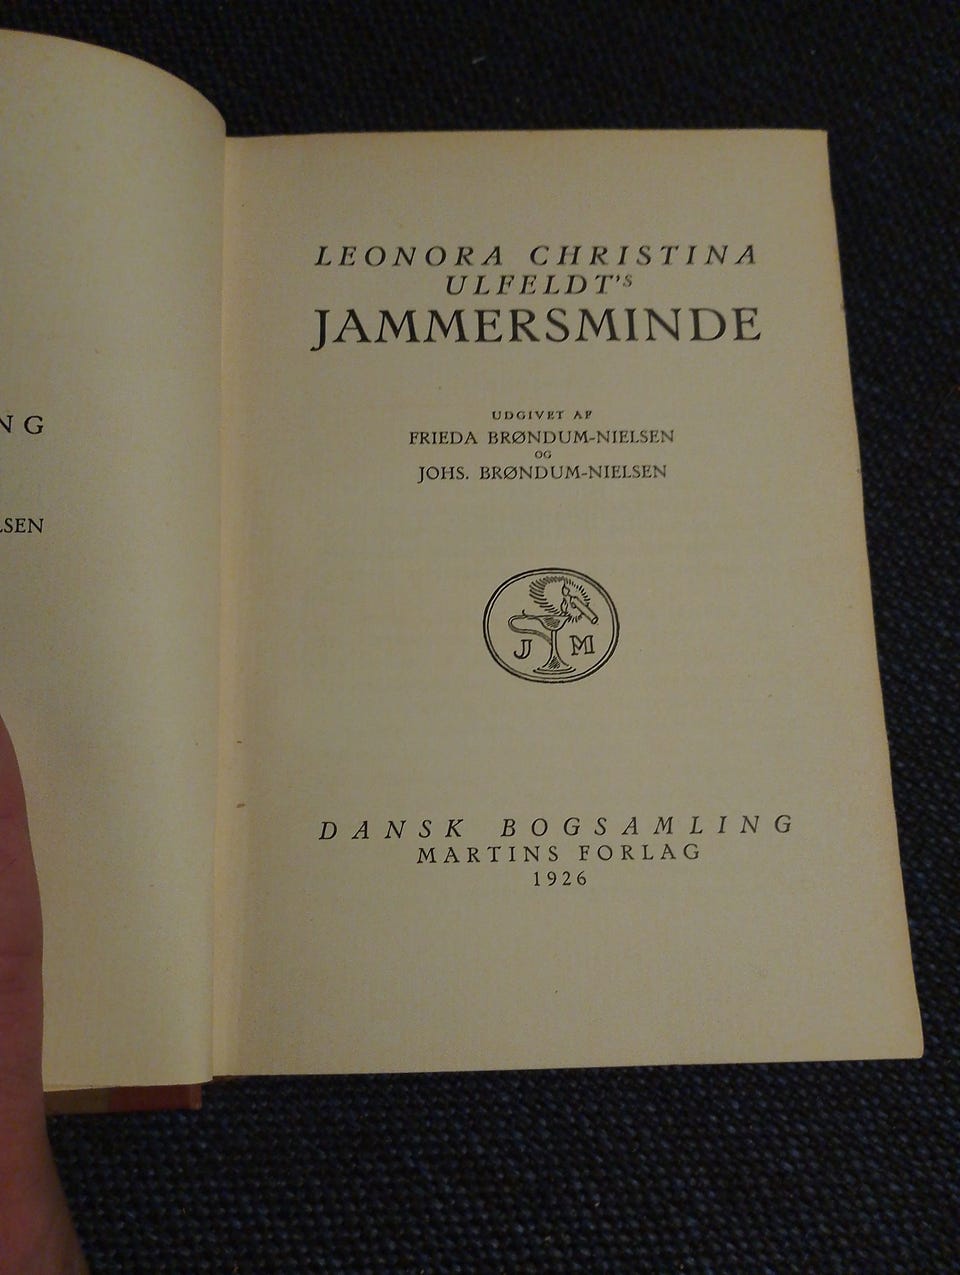 NG
LSEN
LEONORA CHRISTINA
ULFELDT'S
JAMMERSMINDE
UDGIVET AF
FRIEDA BRØNDUM-NIELSEN
OG
JOHS. BRØNDUM-NIELSEN
J M
DANSK BOGSAMLING
MARTINS FORLAG
1926